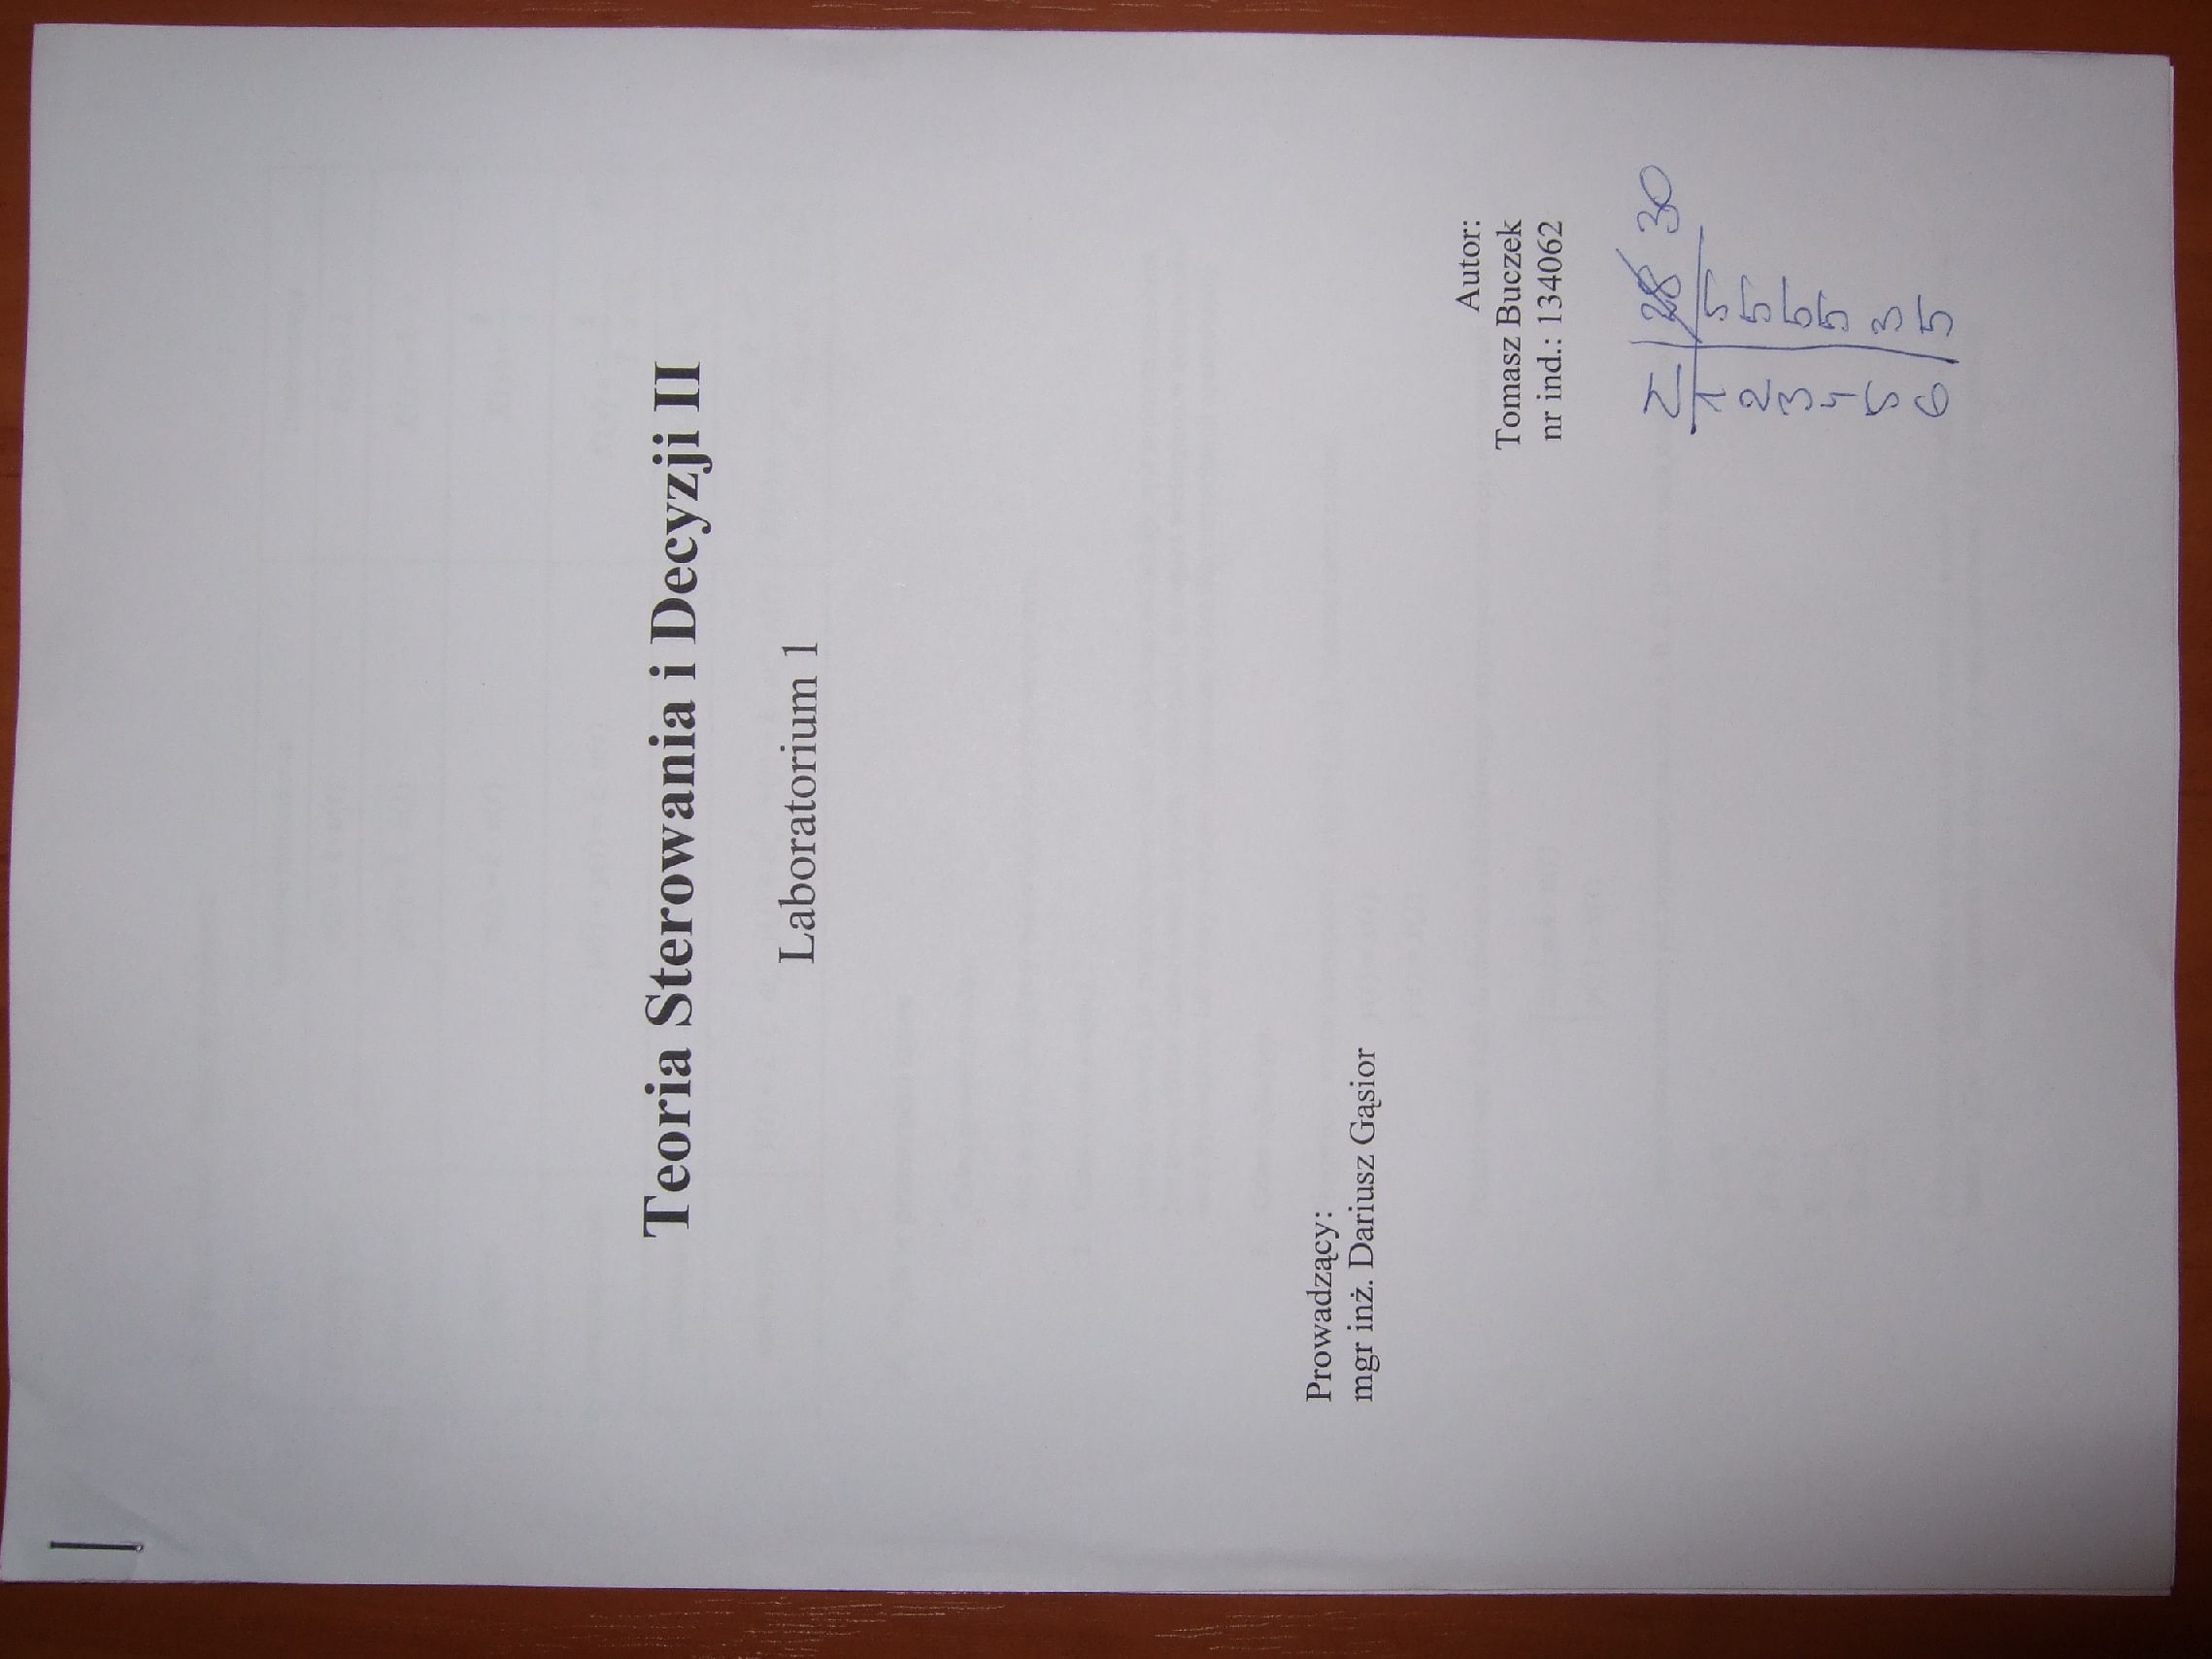 Teoria Sterowania i Decyzji II
Laboratorium 1
Prowadzący:
mgr inż. Dariusz Gąsior
Autor:
Tomasz Buczek
nr ind.: 134062
Σ 28 30
1 5
2 5
3 5
4 5
5 3
6 5